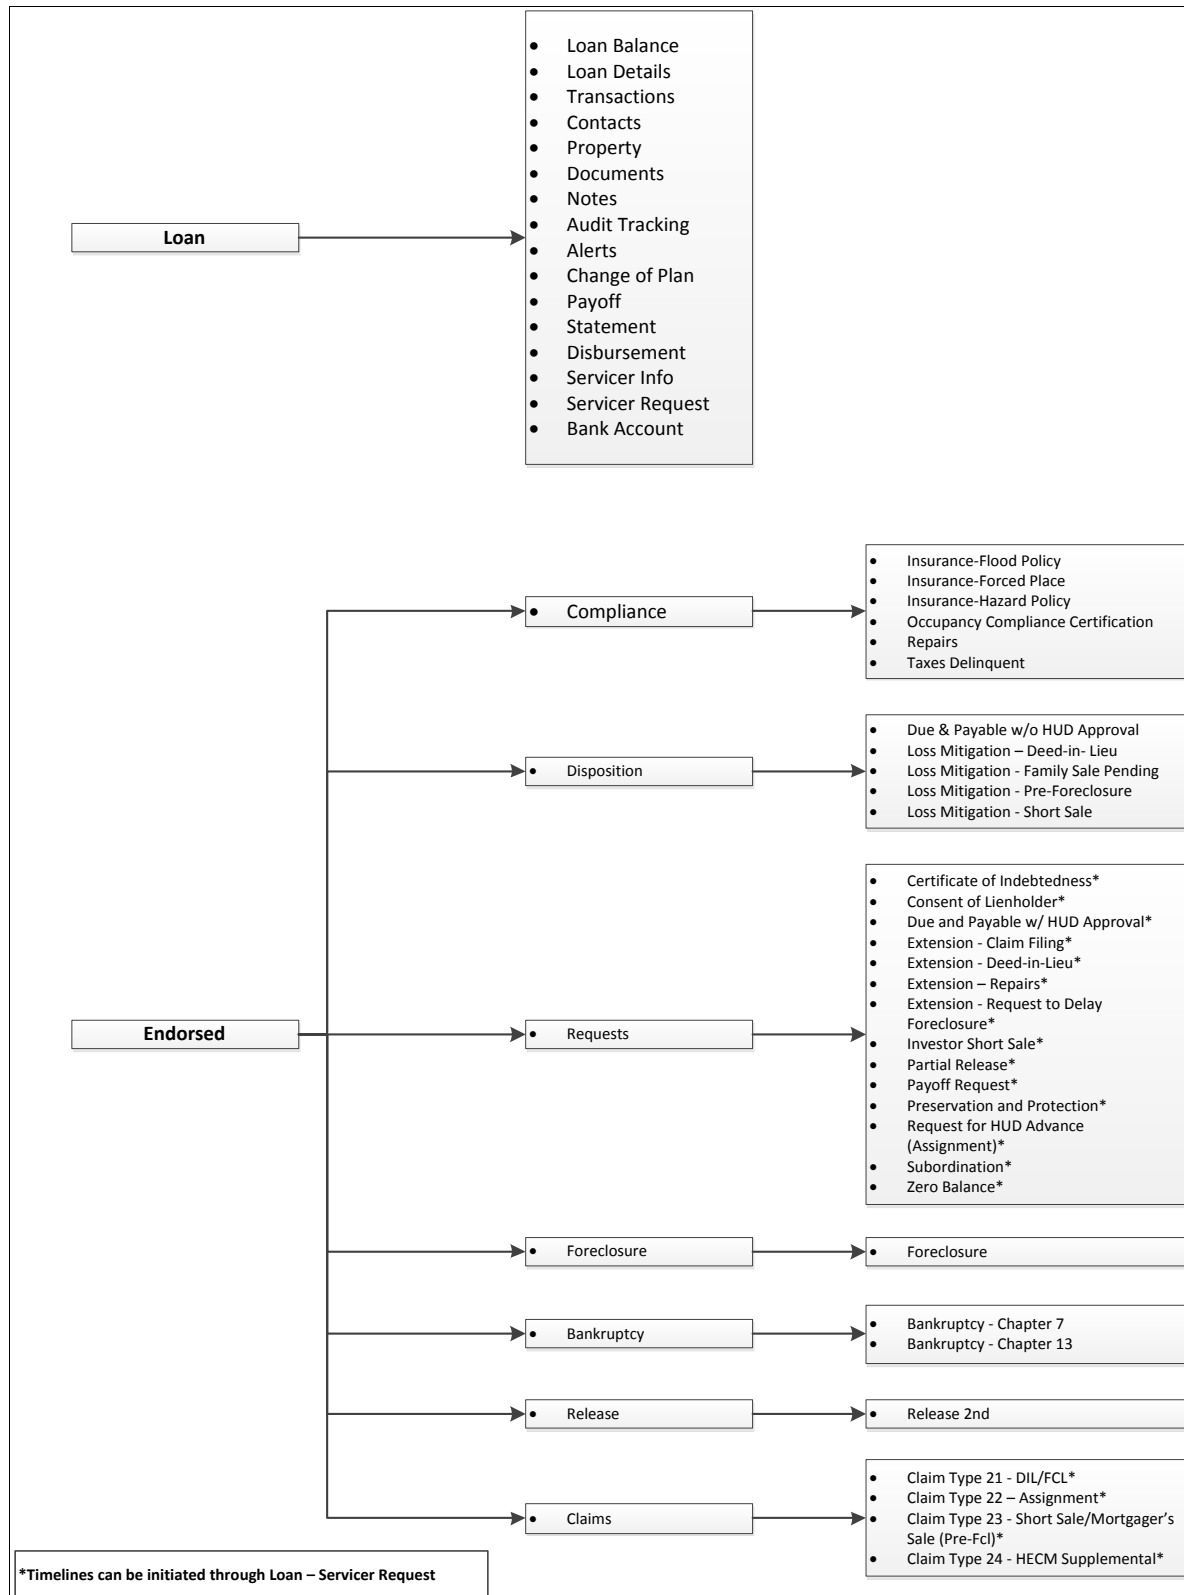 Loan
• Loan Balance
• Loan Details
• Transactions
• Contacts
• Property
• Documents
• Notes
• Audit Tracking
• Alerts
• Change of Plan
• Payoff
• Statement
• Disbursement
• Servicer Info
• Servicer Request
• Bank Account
Endorsed
• Compliance
• Insurance-Flood Policy
• Insurance-Forced Place
• Insurance-Hazard Policy
• Occupancy Compliance Certification
• Repairs
• Taxes Delinquent
• Disposition
• Due & Payable w/o HUD Approval
• Loss Mitigation – Deed-in- Lieu
• Loss Mitigation - Family Sale Pending
• Loss Mitigation - Pre-Foreclosure
• Loss Mitigation - Short Sale
• Requests
• Certificate of Indebtedness*
• Consent of Lienholder*
• Due and Payable w/ HUD Approval*
• Extension - Claim Filing*
• Extension - Deed-in-Lieu*
• Extension – Repairs*
• Extension - Request to Delay
Foreclosure*
• Investor Short Sale*
• Partial Release*
• Payoff Request*
• Preservation and Protection*
• Request for HUD Advance
(Assignment)*
• Subordination*
• Zero Balance*
• Foreclosure
• Foreclosure
• Bankruptcy
• Bankruptcy - Chapter 7
• Bankruptcy - Chapter 13
• Release
• Release 2nd
• Claims
• Claim Type 21 - DIL/FCL*
• Claim Type 22 – Assignment*
• Claim Type 23 - Short Sale/Mortgager’s
Sale (Pre-Fcl)*
• Claim Type 24 - HECM Supplemental*
*Timelines can be initiated through Loan – Servicer Request